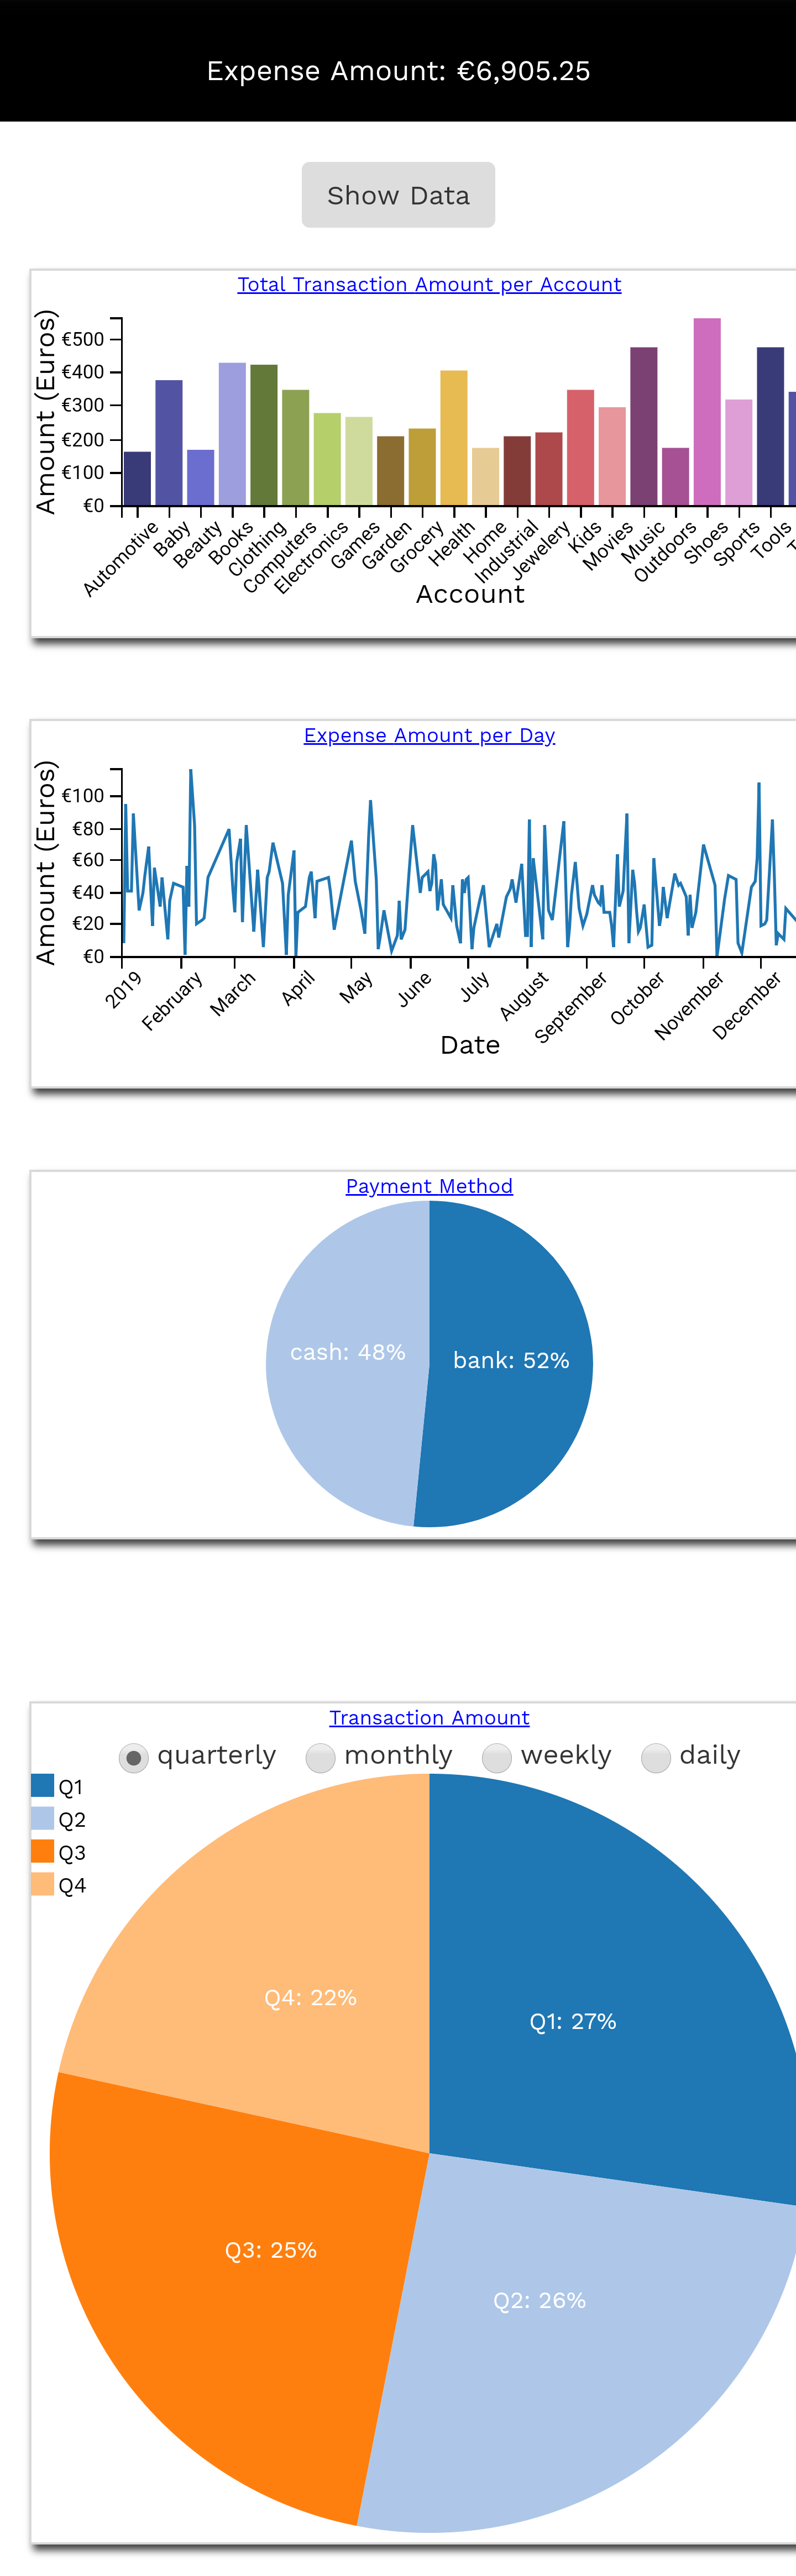 Expense Amount: €6,905.25
Show Data
Total Transaction Amount per Account
Amount (Euros)
€500
€400
€300
€200
€100
€0
Automotive
Baby
Beauty
Books
Clothing
Computers
Electronics
Games
Garden
Grocery
Health
Home
Industrial
Jewelery
Kids
Movies
Music
Outdoors
Shoes
Sports
Tools
Account
Expense Amount per Day
Amount (Euros)
€100
€80
€60
€40
€20
€0
2019
February
March
April
May
June
July
August
September
October
November
December
Date
Payment Method
cash: 48%
bank: 52%
Transaction Amount
quarterly monthly weekly daily
Q1
Q2
Q3
Q4
Q4: 22%
Q1: 27%
Q3: 25%
Q2: 26%